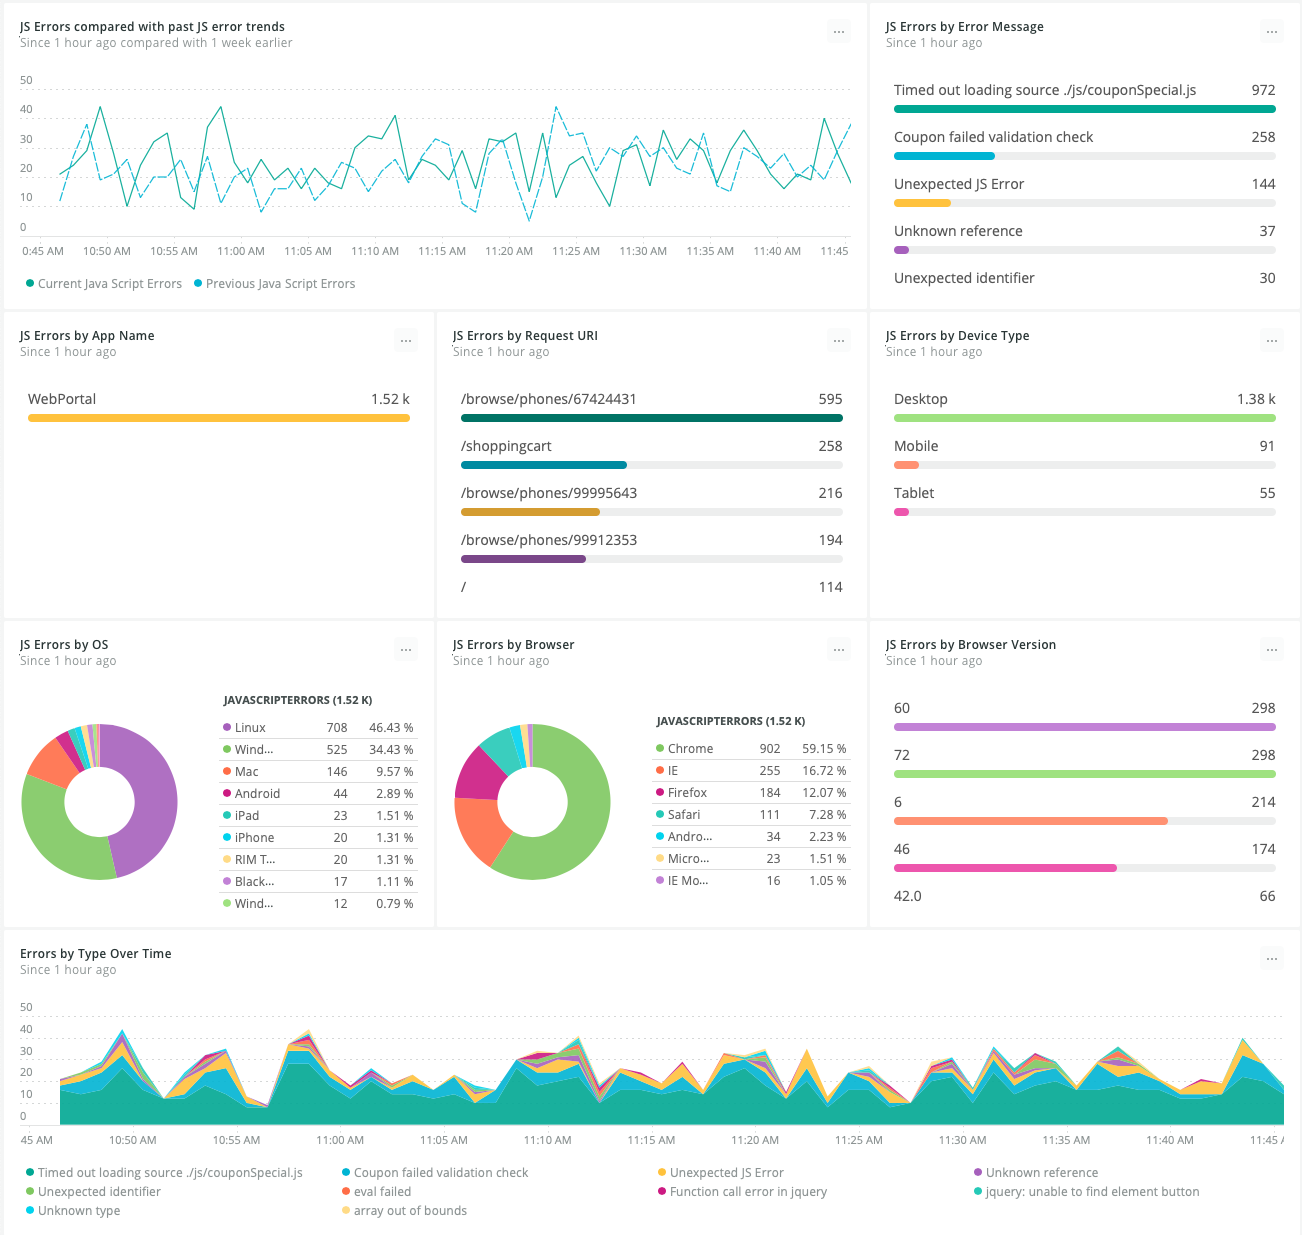 JS Errors compared with past JS error trends
Since 1 hour ago compared with 1 week earlier
...
50
40
30
20
10
0
0:45 AM 10:50 AM 10:55 AM 11:00 AM 11:05 AM 11:10 AM 11:15 AM 11:20 AM 11:25 AM 11:30 AM 11:35 AM 11:40 AM 11:45
Current Java Script Errors Previous Java Script Errors
JS Errors by Error Message
Since 1 hour ago
...
Timed out loading source ./js/couponSpecial.js 972
Coupon failed validation check 258
Unexpected JS Error 144
Unknown reference 37
Unexpected identifier 30
JS Errors by App Name
Since 1 hour ago
...
WebPortal 1.52 k
JS Errors by Request URI
Since 1 hour ago
...
/browse/phones/67424431 595
/shoppingcart 258
/browse/phones/99995643 216
/browse/phones/99912353 194
/ 114
JS Errors by Device Type
Since 1 hour ago
...
Desktop 1.38 k
Mobile 91
Tablet 55
JS Errors by OS
Since 1 hour ago
...
JAVASCRIPTERRORS (1.52 K)
Linux 708 46.43 %
Wind... 525 34.43 %
Mac 146 9.57 %
Android 44 2.89 %
iPad 23 1.51 %
iPhone 20 1.31 %
RIM T... 20 1.31 %
Black... 17 1.11 %
Wind... 12 0.79 %
JS Errors by Browser
Since 1 hour ago
...
JAVASCRIPTERRORS (1.52 K)
Chrome 902 59.15 %
IE 255 16.72 %
Firefox 184 12.07 %
Safari 111 7.28 %
Andro... 34 2.23 %
Micro... 23 1.51 %
IE Mo... 16 1.05 %
JS Errors by Browser Version
Since 1 hour ago
...
60 298
72 298
6 214
46 174
42.0 66
Errors by Type Over Time
Since 1 hour ago
...
50
40
30
20
10
0
45 AM 10:50 AM 10:55 AM 11:00 AM 11:05 AM 11:10 AM 11:15 AM 11:20 AM 11:25 AM 11:30 AM 11:35 AM 11:40 AM 11:45 A
Timed out loading source ./js/couponSpecial.js Coupon failed validation check Unexpected JS Error Unknown reference
Unexpected identifier eval failed Function call error in jquery jquery: unable to find element button
Unknown type array out of bounds